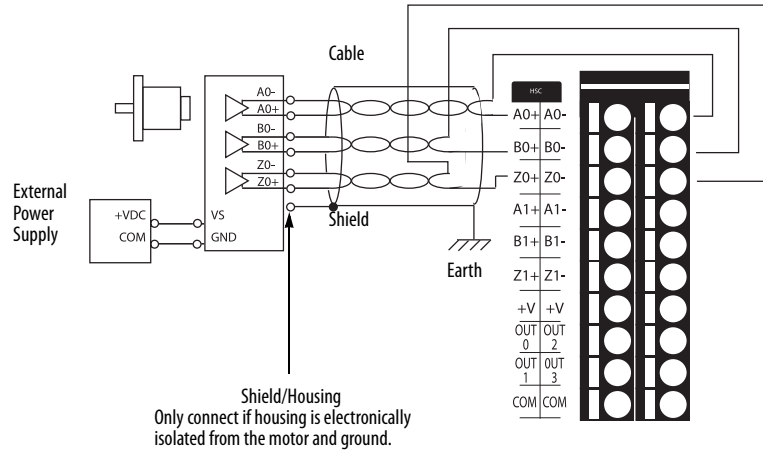 Cable
A0-
A0+
B0-
B0+
Z0-
Z0+
External
Power
Supply
+VDC
COM
VS
GND
Shield
Earth
Shield/Housing
Only connect if housing is electronically
isolated from the motor and ground.
HSC
A0+ A0-
B0+ B0-
Z0+ Z0-
A1+ A1-
B1+ B1-
Z1+ Z1-
+V +V
OUT OUT
0 2
OUT OUT
1 3
COM COM